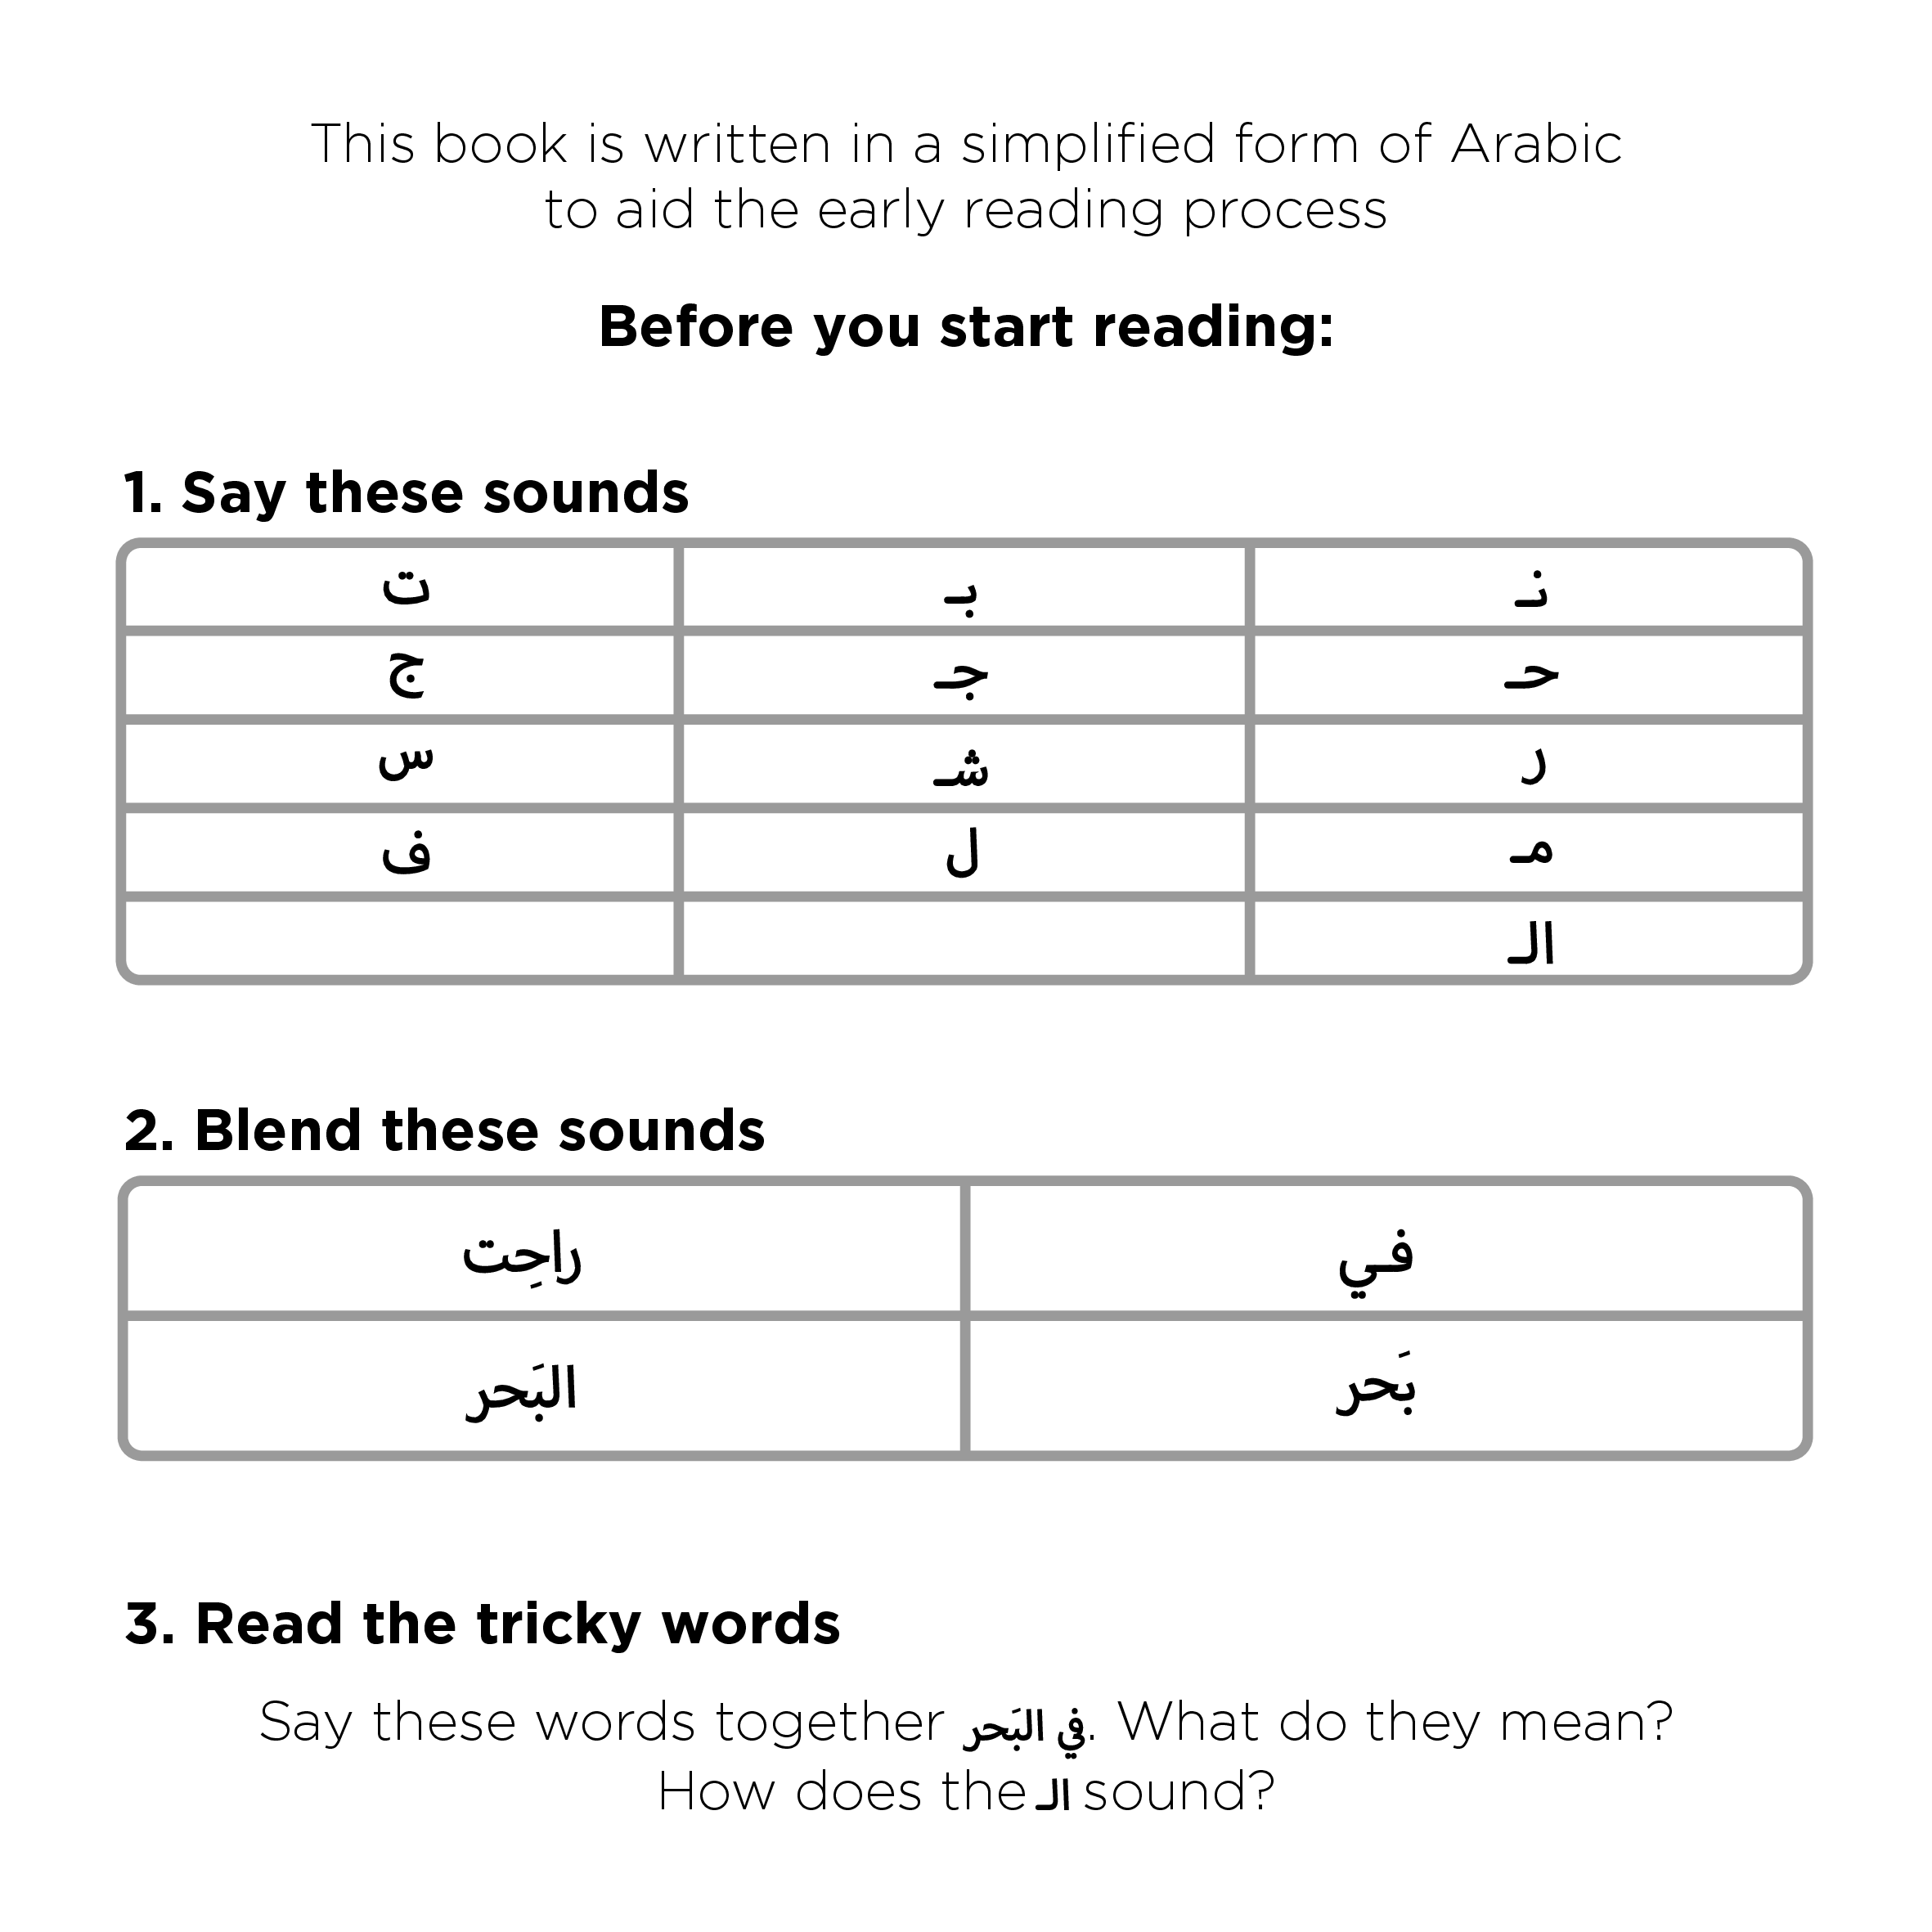 This book is written in a simplified form of Arabic
to aid the early reading process
Before you start reading:
1. Say these sounds
نـ بـ ت
حـ جـ ج
ر شـ س
مـ ل ف
الـ
2. Blend these sounds
في راحِت
بَحر البَحر
3. Read the tricky words
Say these words together في البَحر. What do they mean?
How does the الـ sound?